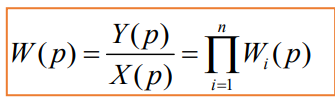 W(p) = Y(p)/X(p) = ∏_{i=1}^{n} W_i(p)